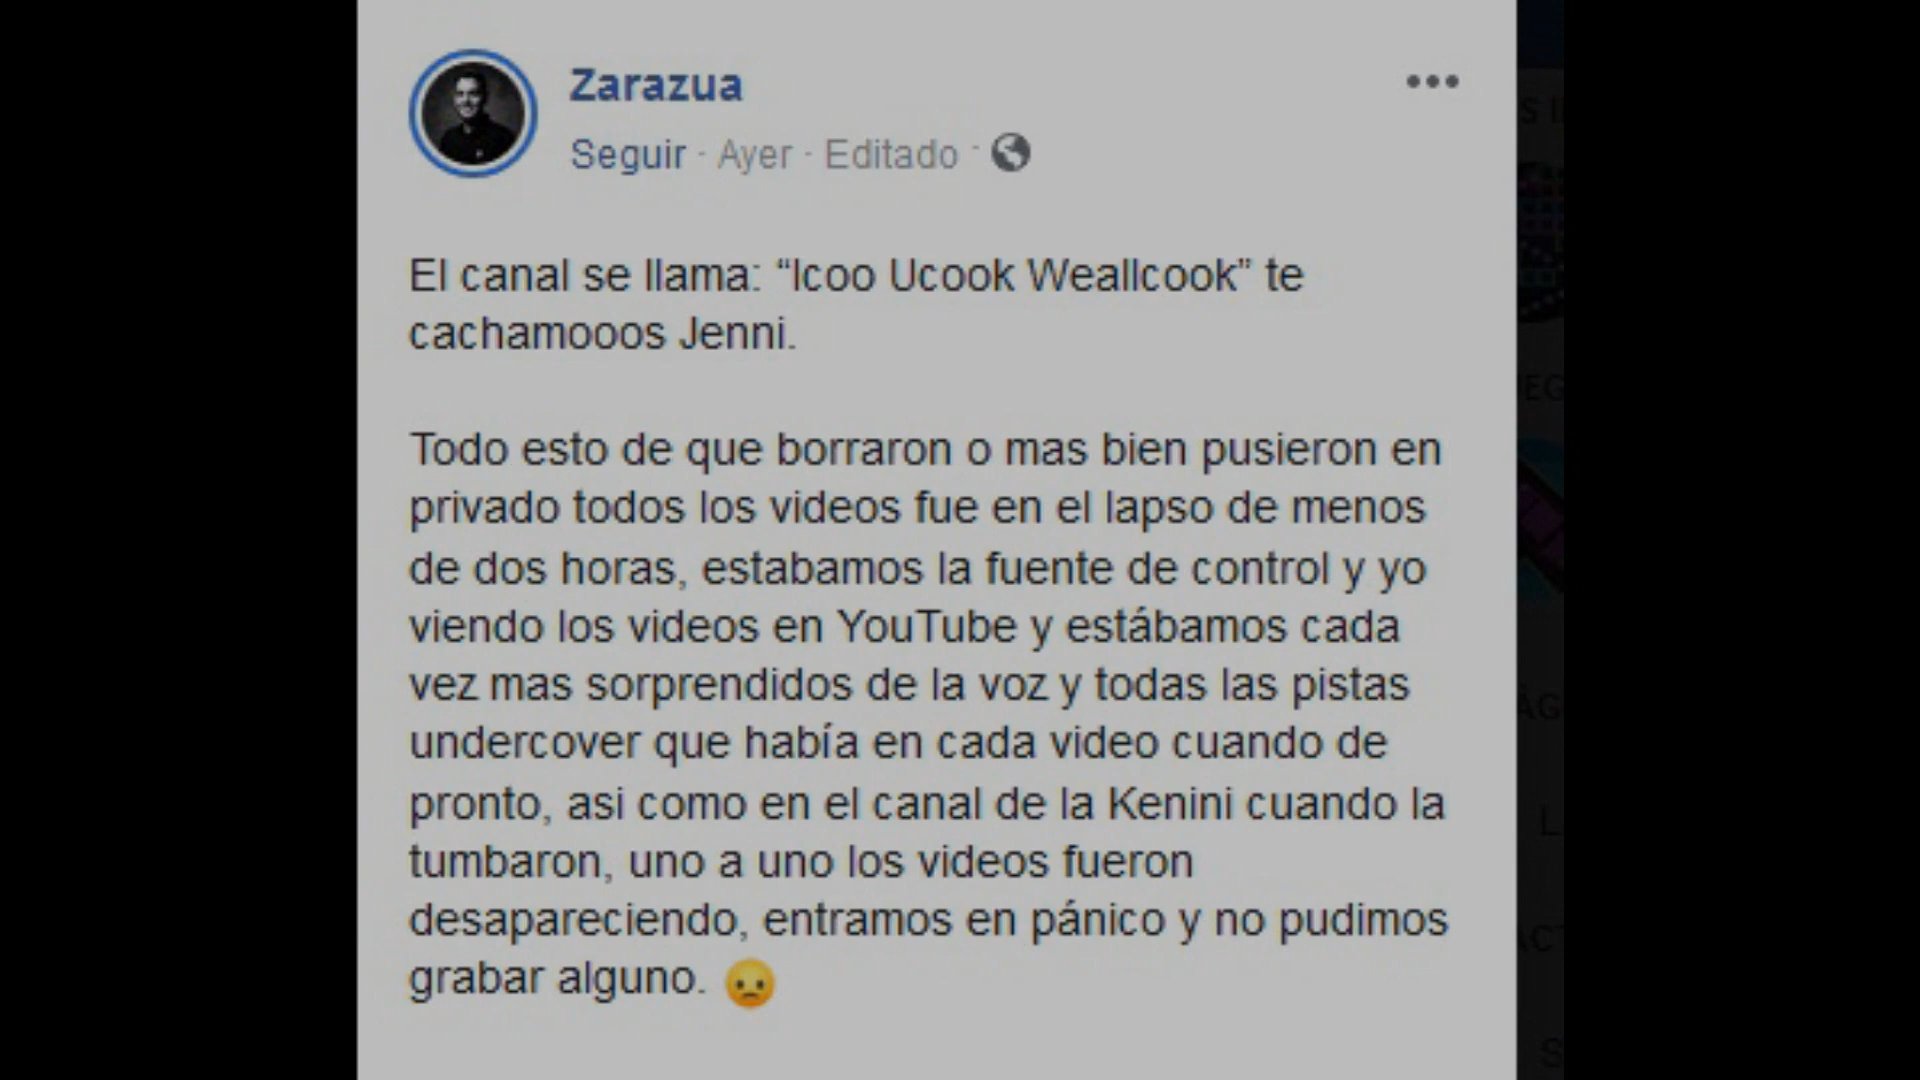 Zarazua
Seguir · Ayer · Editado ·
El canal se llama: “Icoo Ucook Weallcook” te
cachamooos Jenni.
Todo esto de que borraron o mas bien pusieron en
privado todos los videos fue en el lapso de menos
de dos horas, estabamos la fuente de control y yo
viendo los videos en YouTube y estábamos cada
vez mas sorprendidos de la voz y todas las pistas
undercover que había en cada video cuando de
pronto, asi como en el canal de la Kenini cuando la
tumbaron, uno a uno los videos fueron
desapareciendo, entramos en pánico y no pudimos
grabar alguno. 😞